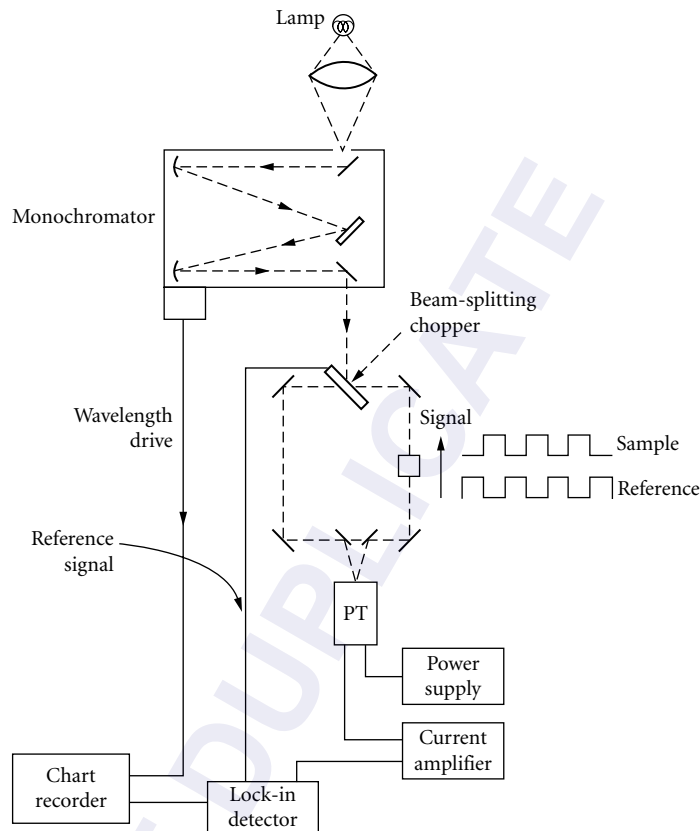 Lamp
Monochromator
Beam-splitting
chopper
Wavelength
drive
Signal
Sample
Reference
Reference
signal
PT
Power
supply
Current
amplifier
Chart
recorder
Lock-in
detector
DUPLICATE